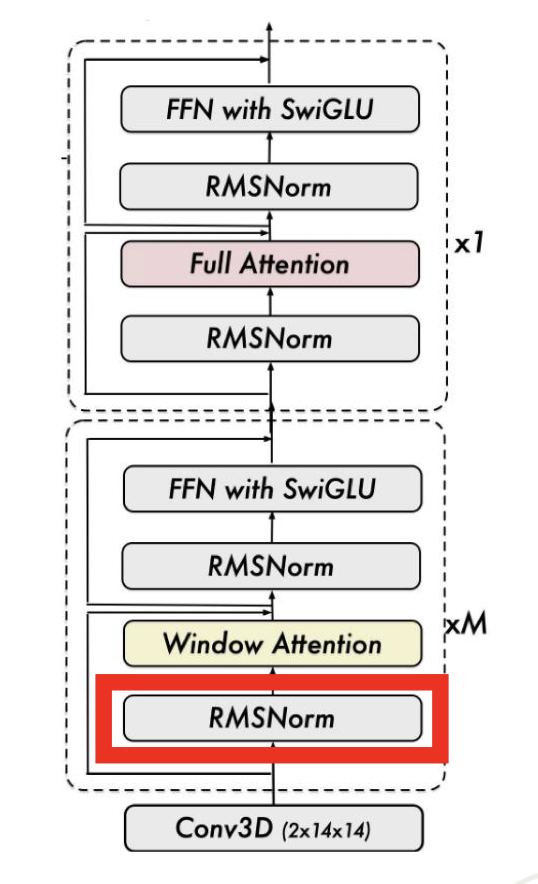 FFN with SwiGLU
RMSNorm
Full Attention
x1
RMSNorm
FFN with SwiGLU
RMSNorm
Window Attention
xM
RMSNorm
Conv3D (2x14x14)